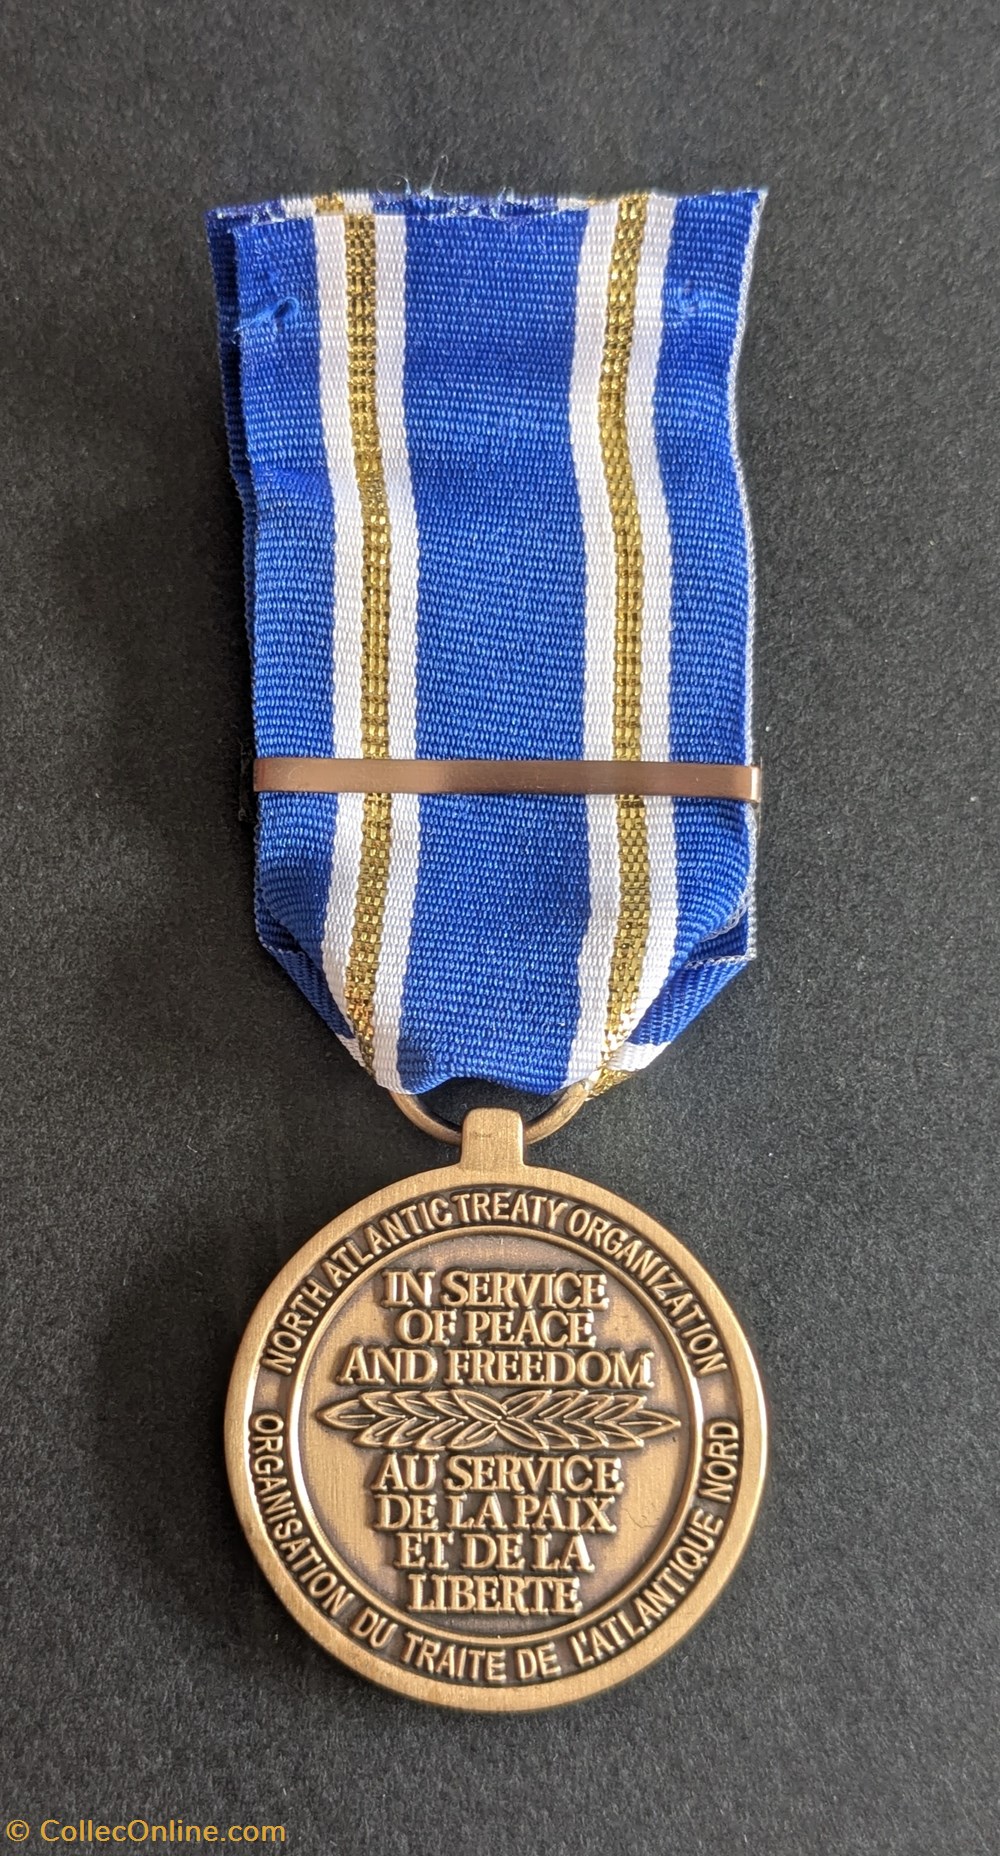 NORTH ATLANTIC TREATY ORGANIZATION
IN SERVICE
OF PEACE
AND FREEDOM
AU SERVICE
DE LA PAIX
ET DE LA
LIBERTE
ORGANISATION DU TRAITE DE L'ATLANTIQUE NORD
© CollecOnline.com